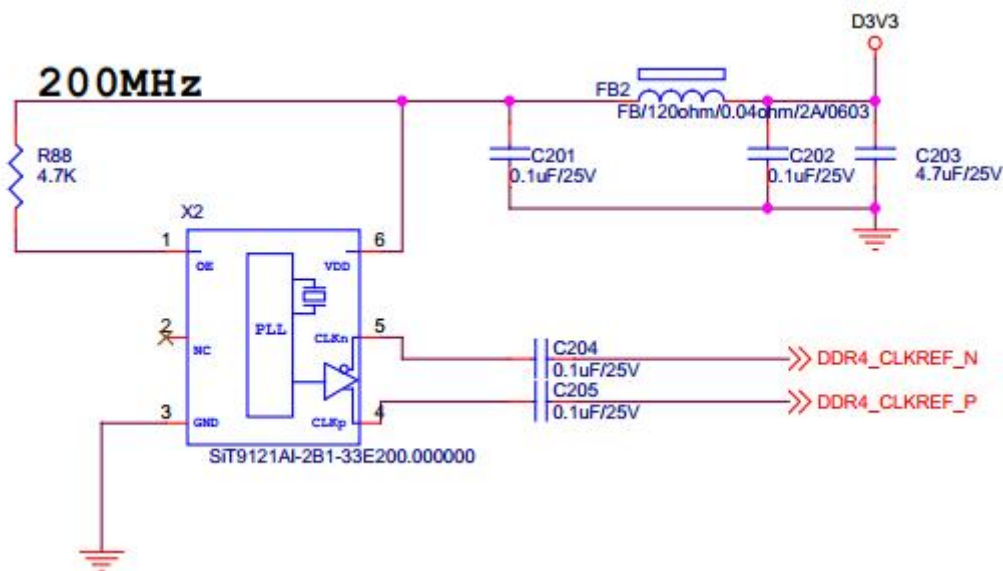 D3V3
200MHz
FB2
FB/120ohm/0.04ohm/2A/0603
R88
4.7K
C201
0.1uF/25V
C202
0.1uF/25V
C203
4.7uF/25V
X2
1
6
OE
VDD
2
5
NC
PLL
CLKn
C204
0.1uF/25V
DDR4_CLKREF_N
C205
0.1uF/25V
DDR4_CLKREF_P
3
4
GND
CLKp
SiT9121AI-2B1-33E200.000000